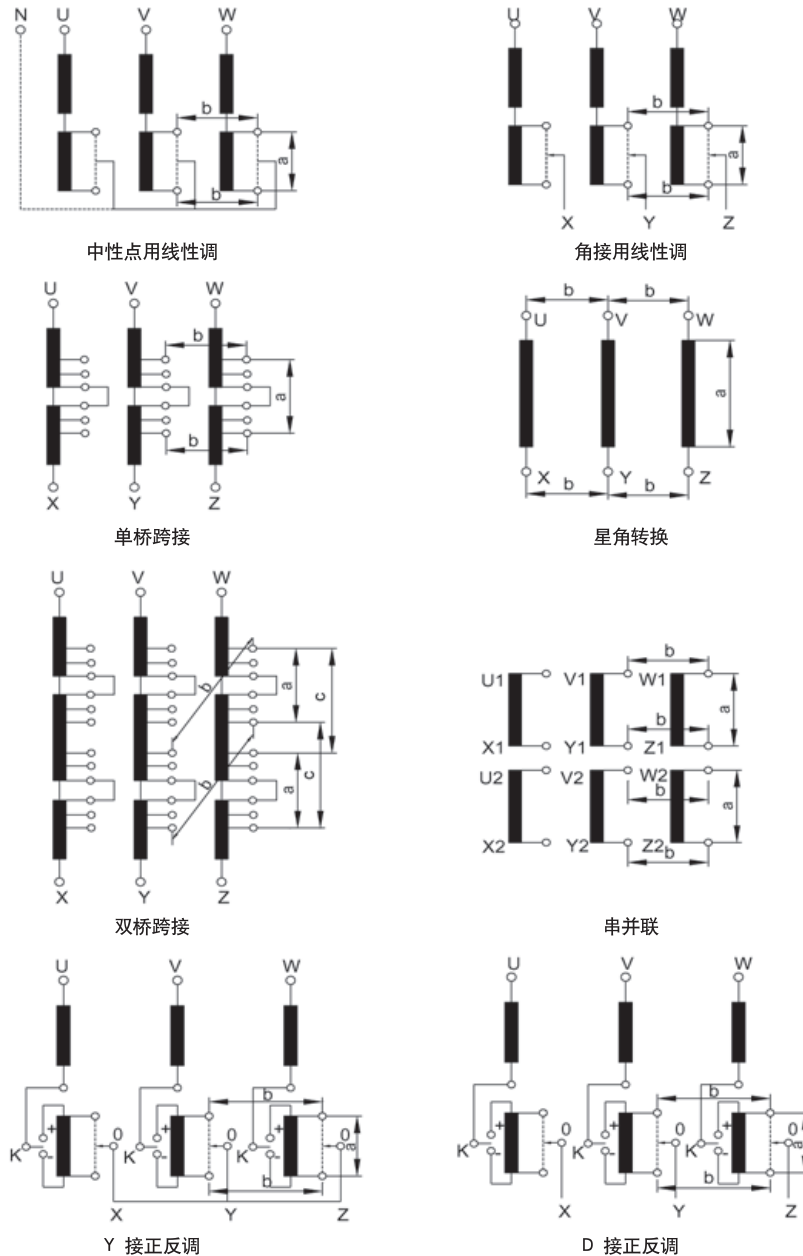 N U V W
b
a
b
中性点用线性调
U V W
b
a
b
X Y Z
角接用线性调
U V W
b
a
b
X Y Z
单桥跨接
b b
U V W
a
X Y Z
b b
星角转换
U V W
b
a
c
b
a
c
X Y Z
双桥跨接
b
U1 V1 W1
a
b
X1 Y1 Z1
U2 V2 W2
b
a
X2 Y2 Z2
b
串并联
U V W
b
+ + +
0 0 0
K K K
a
- - -
b
X Y Z
Y 接正反调
U V W
b
+ + +
0 0 0
K K K
a
- - -
b
X Y Z
D 接正反调